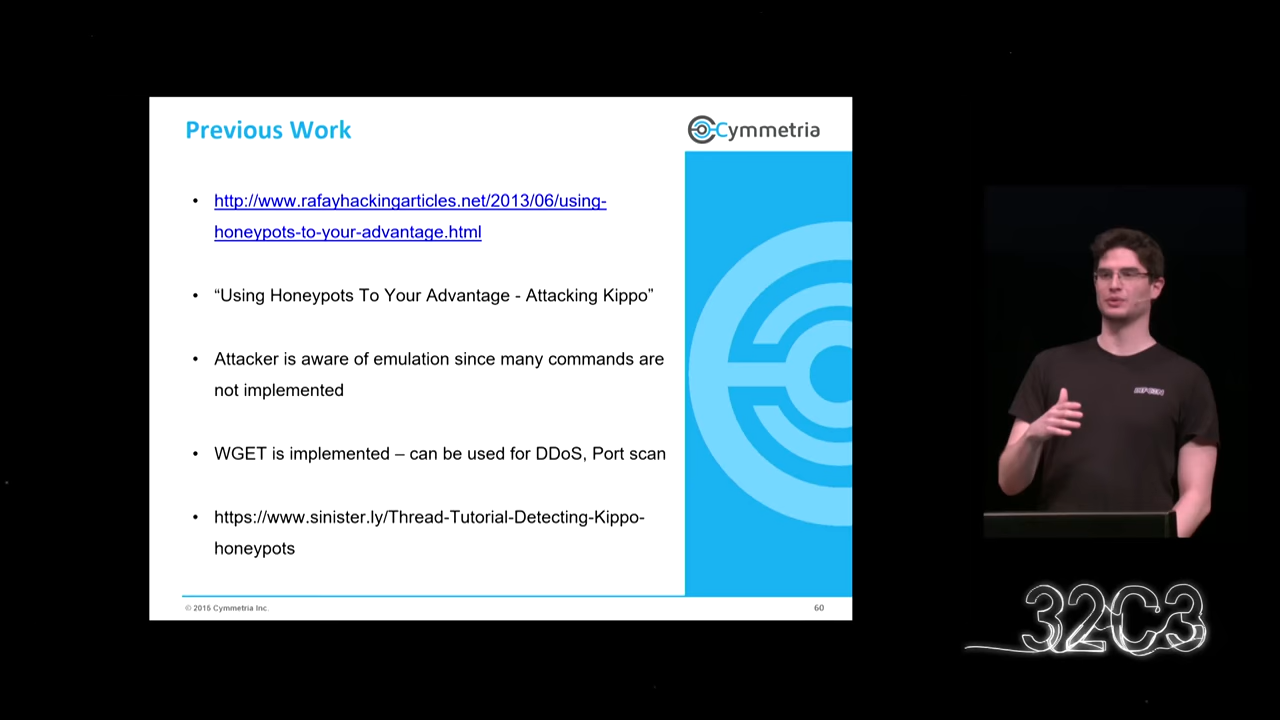 Previous Work
Cymmetria
• http://www.rafayhackingarticles.net/2013/06/using-
honeypots-to-your-advantage.html
• “Using Honeypots To Your Advantage - Attacking Kippo”
• Attacker is aware of emulation since many commands are
not implemented
• WGET is implemented – can be used for DDoS, Port scan
• https://www.sinister.ly/Thread-Tutorial-Detecting-Kippo-
honeypots
© 2015 Cymmetria Inc.
60
32C3